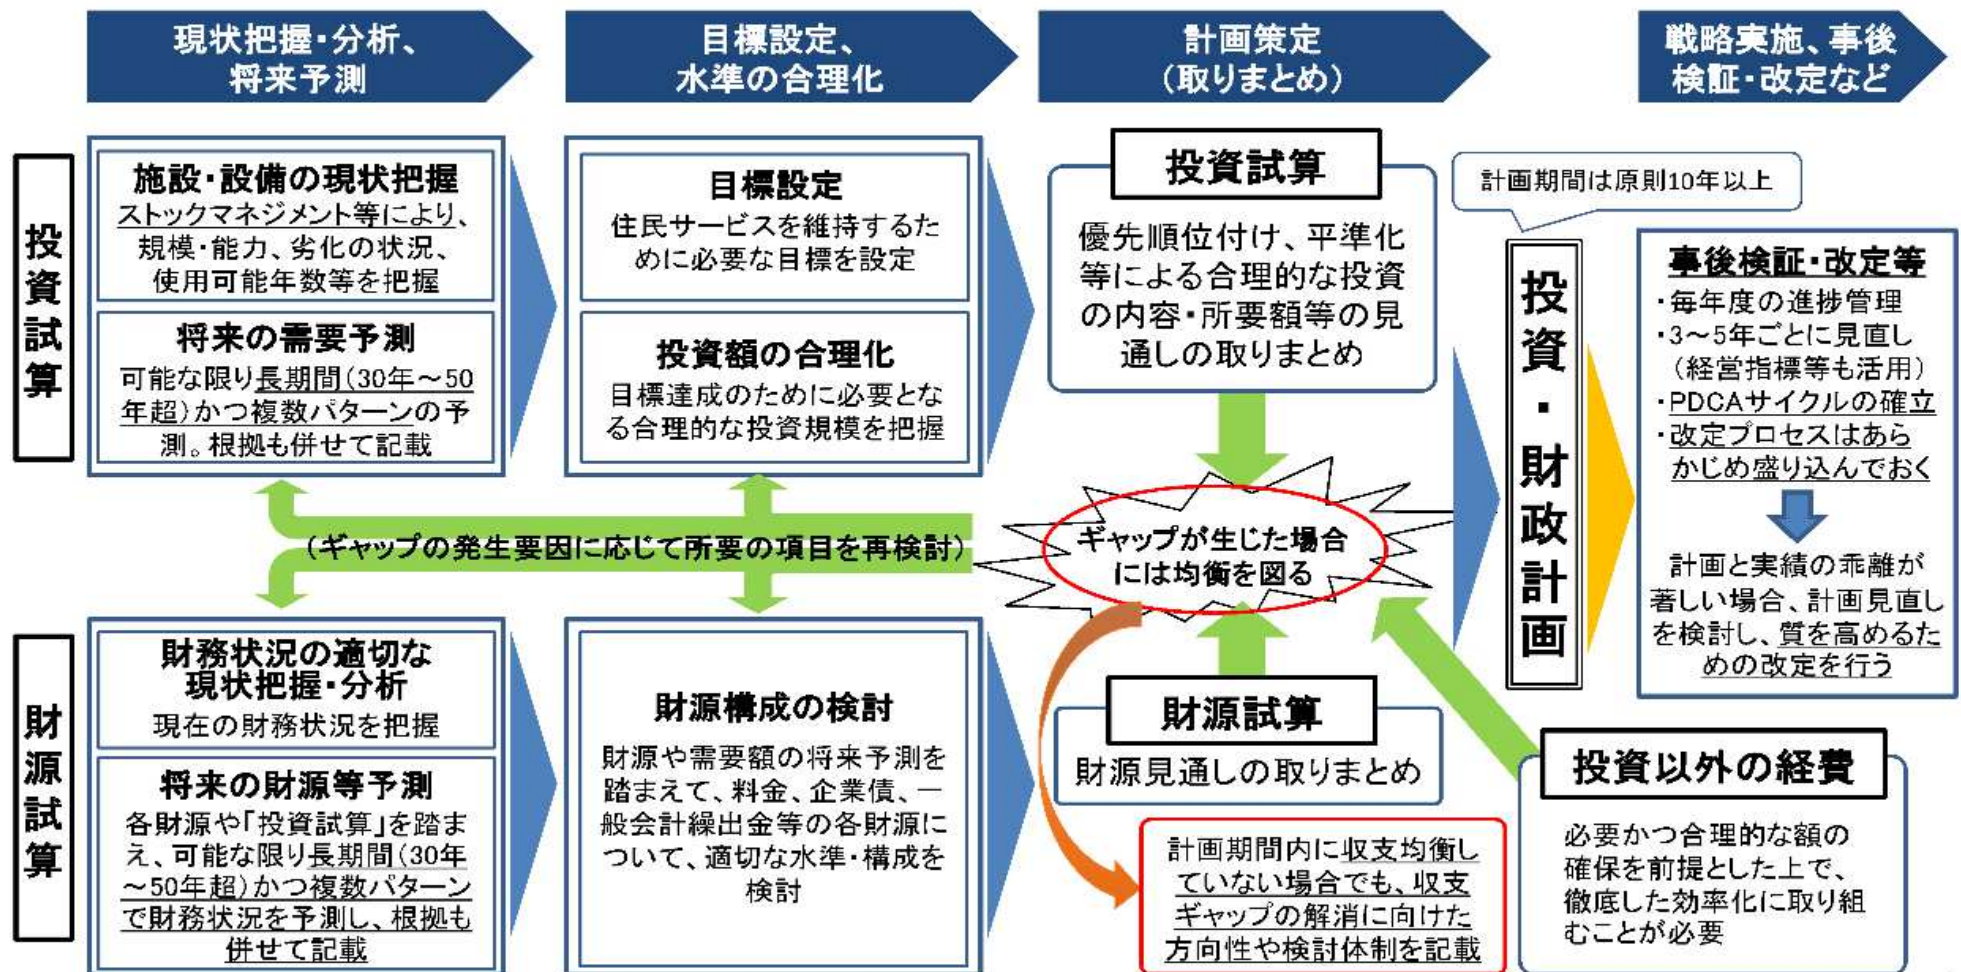 現状把握・分析、
将来予測
目標設定、
水準の合理化
計画策定
(取りまとめ)
戦略実施、事後
検証・改定など
投資試算
施設・設備の現状把握
ストックマネジメント等により、
規模・能力、劣化の状況、
使用可能年数等を把握
将来の需要予測
可能な限り長期間(30年～50
年超)かつ複数パターンの予
測。根拠も併せて記載
目標設定
住民サービスを維持するた
めに必要な目標を設定
投資額の合理化
目標達成のために必要とな
る合理的な投資規模を把握
投資試算
優先順位付け、平準化
等による合理的な投資
の内容・所要額等の見
通しの取りまとめ
計画期間は原則10年以上
投資・財政計画
事後検証・改定等
・毎年度の進捗管理
・3～5年ごとに見直し
(経営指標等も活用)
・PDCAサイクルの確立
・改定プロセスはあら
かじめ盛り込んでおく
計画と実績の乖離が
著しい場合、計画見直し
を検討し、質を高めるた
めの改定を行う
(ギャップの発生要因に応じて所要の項目を再検討)
ギャップが生じた場合
には均衡を図る
財源試算
財務状況の適切な
現状把握・分析
現在の財務状況を把握
将来の財源等予測
各財源や「投資試算」を踏ま
え、可能な限り長期間(30年
～50年超)かつ複数パターン
で財務状況を予測し、根拠も
併せて記載
財源構成の検討
財源や需要額の将来予測を
踏まえて、料金、企業債、一
般会計繰出金等の各財源に
ついて、適切な水準・構成を
検討
財源試算
財源見通しの取りまとめ
計画期間内に収支均衡し
ていない場合でも、収支
ギャップの解消に向けた
方向性や検討体制を記載
投資以外の経費
必要かつ合理的な額の
確保を前提とした上で、
徹底した効率化に取り組
むことが必要